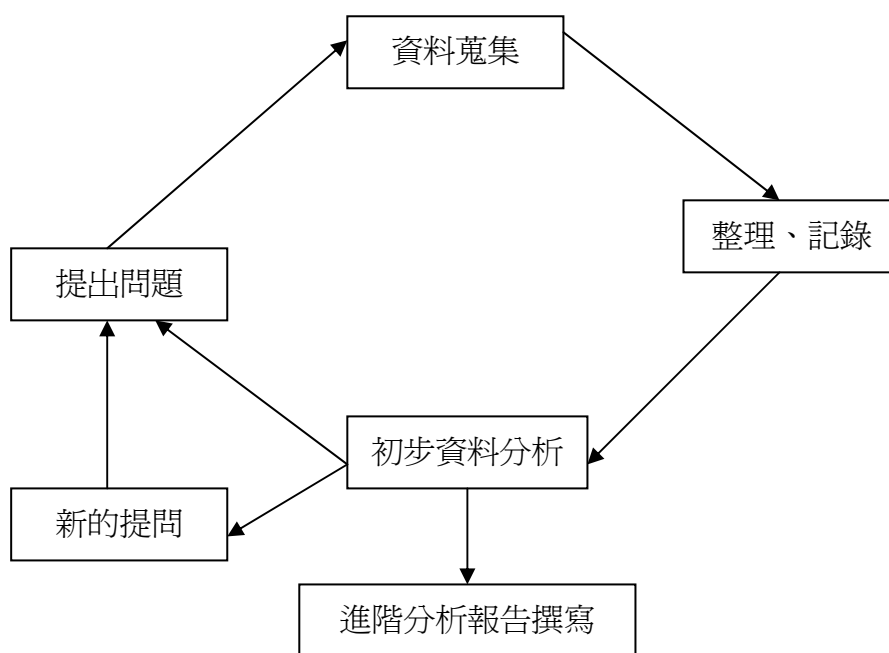 資料蒐集
整理、記錄
提出問題
初步資料分析
新的提問
進階分析報告撰寫